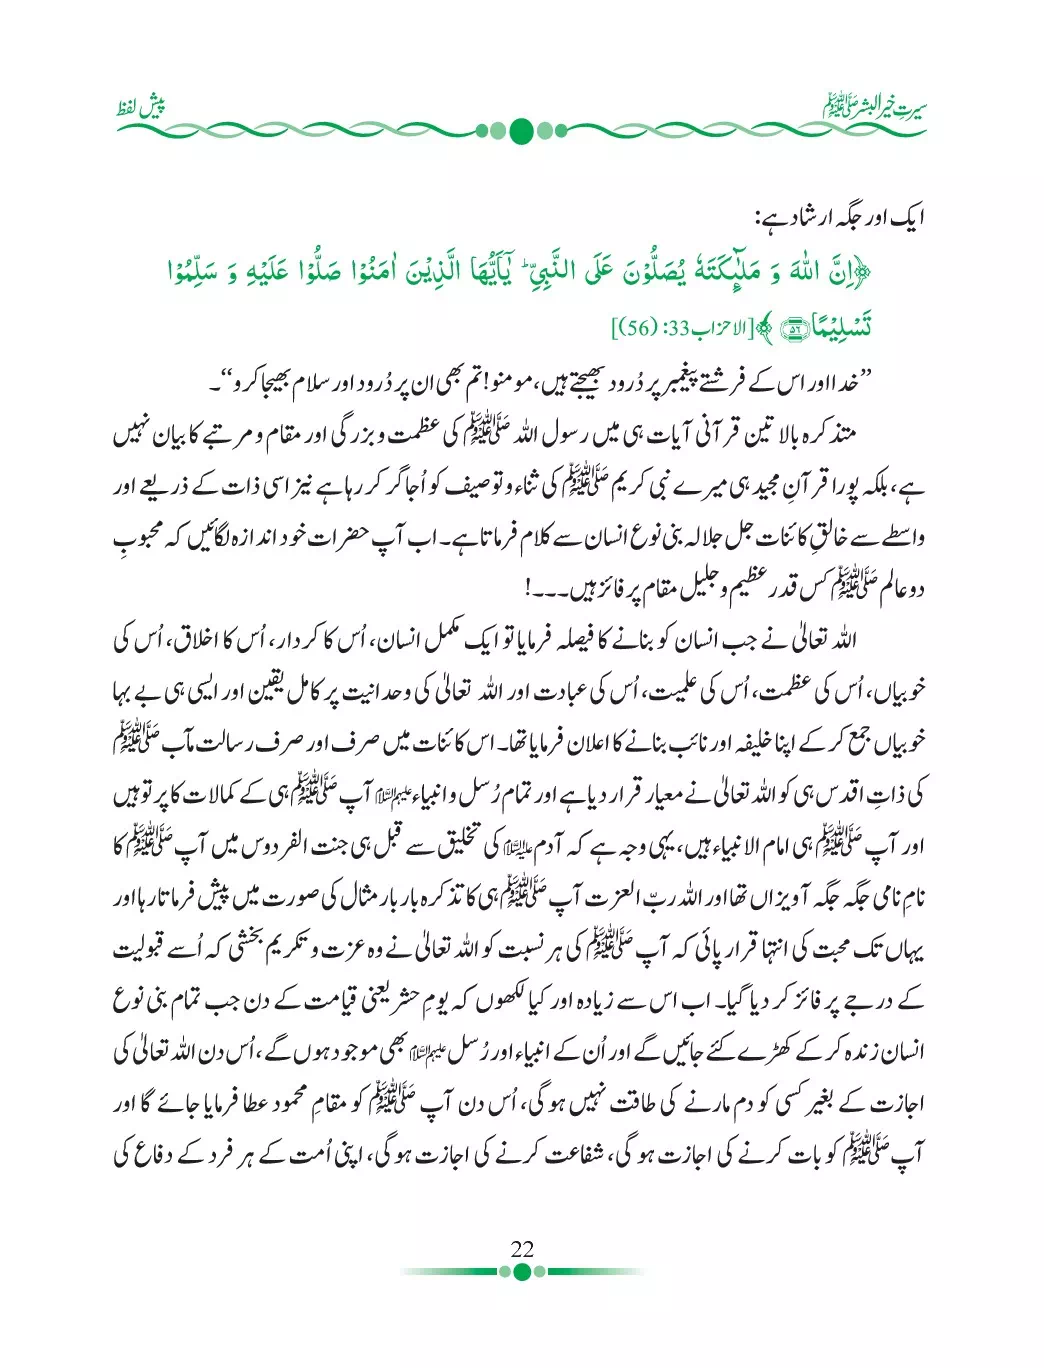 سیرتِ خیر البشر ﷺ
پیش لفظ
ایک اور جگہ ارشاد ہے:
﴿اِنَّ اللّٰهَ وَ مَلٰٓىِٕكَتَهٗ یُصَلُّوْنَ عَلَى النَّبِیِّ ؕ یٰۤاَیُّهَا الَّذِیْنَ اٰمَنُوْا صَلُّوْا عَلَیْهِ وَ سَلِّمُوْا
تَسْلِیْمًا ۝۵۶﴾ [الاحزاب 33: (56)]
”خدا اور اس کے فرشتے پیغمبر پر دُرود بھیجتے ہیں، مومنو! تم بھی ان پر دُرود اور سلام بھیجا کرو“۔
متذکرہ بالا تین قرآنی آیات ہی میں رسول اللہ ﷺ کی عظمت و بزرگی اور مقام و مرتبے کا بیان نہیں
ہے، بلکہ پورا قرآنِ مجید ہی میرے نبی کریم ﷺ کی ثناء و توصیف کو اُجاگر کر رہا ہے نیز اسی ذات کے ذریعے اور
واسطے سے خالقِ کائنات جل جلالہ بنی نوع انسان سے کلام فرماتا ہے۔ اب آپ حضرات خود اندازہ لگائیں کہ محبوبِ
دو عالم ﷺ کس قدر عظیم و جلیل مقام پر فائز ہیں۔۔۔!
اللہ تعالیٰ نے جب انسان کو بنانے کا فیصلہ فرمایا تو ایک مکمل انسان، اُس کا کردار، اُس کا اخلاق، اُس کی
خوبیاں، اُس کی عظمت، اُس کی علمیت، اُس کی عبادت اور اللہ تعالیٰ کی وحدانیت پر کامل یقین اور ایسی ہی بے بہا
خوبیاں جمع کر کے اپنا خلیفہ اور نائب بنانے کا اعلان فرمایا تھا۔ اس کائنات میں صرف اور صرف رسالت مآب ﷺ
کی ذاتِ اقدس ہی کو اللہ تعالیٰ نے معیار قرار دیا ہے اور تمام رُسل و انبیاء علیہم السلام آپ ﷺ ہی کے کمالات کا پر تو ہیں
اور آپ ﷺ ہی امام الانبیاء ہیں، یہی وجہ ہے کہ آدم علیہ السلام کی تخلیق سے قبل ہی جنت الفردوس میں آپ ﷺ کا
نامِ نامی جگہ جگہ آویزاں تھا اور اللہ ربّ العزت آپ ﷺ ہی کا تذکرہ بار بار مثال کی صورت میں پیش فرماتا رہا اور
یہاں تک محبت کی انتہا قرار پائی کہ آپ ﷺ کی ہر نسبت کو اللہ تعالیٰ نے وہ عزت و تکریم بخشی کہ اُسے قبولیت
کے درجے پر فائز کر دیا گیا۔ اب اس سے زیادہ اور کیا لکھوں کہ یومِ حشر یعنی قیامت کے دن جب تمام بنی نوع
انسان زندہ کر کے کھڑے کئے جائیں گے اور اُن کے انبیاء اور رُسل علیہم السلام بھی موجود ہوں گے، اُس دن اللہ تعالیٰ کی
اجازت کے بغیر کسی کو دم مارنے کی طاقت نہیں ہو گی، اُس دن آپ ﷺ کو مقامِ محمود عطا فرمایا جائے گا اور
آپ ﷺ کو بات کرنے کی اجازت ہو گی، شفاعت کرنے کی اجازت ہو گی، اپنی اُمت کے ہر فرد کے دفاع کی
22